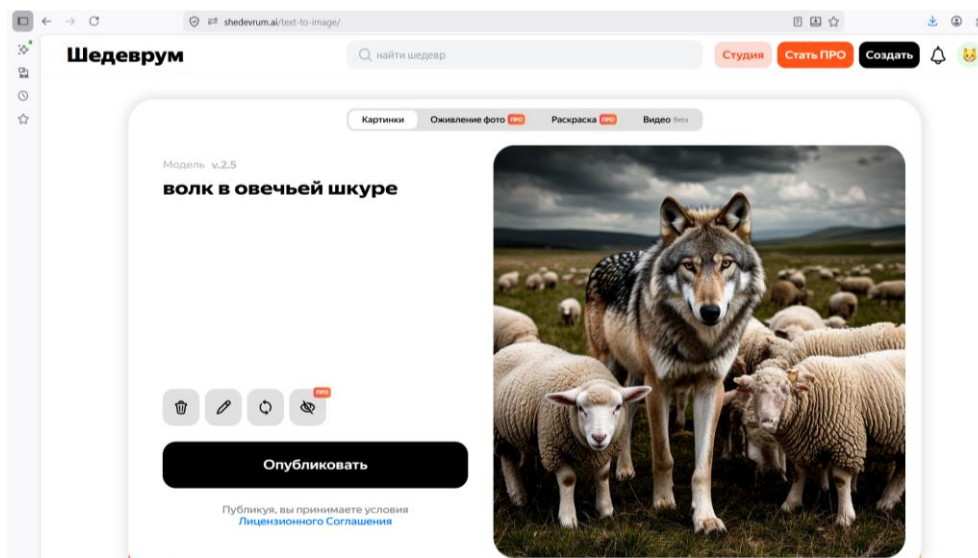 shedevrum.ai/text-to-image/
Шедеврум
найти шедевр
Студия
Стать ПРО
Создать
Картинки
Оживление фото ПРО
Раскраска ПРО
Видео Beta
Модель v.2.5
волк в овечьей шкуре
ПРО
Опубликовать
Публикуя, вы принимаете условия
Лицензионного Соглашения